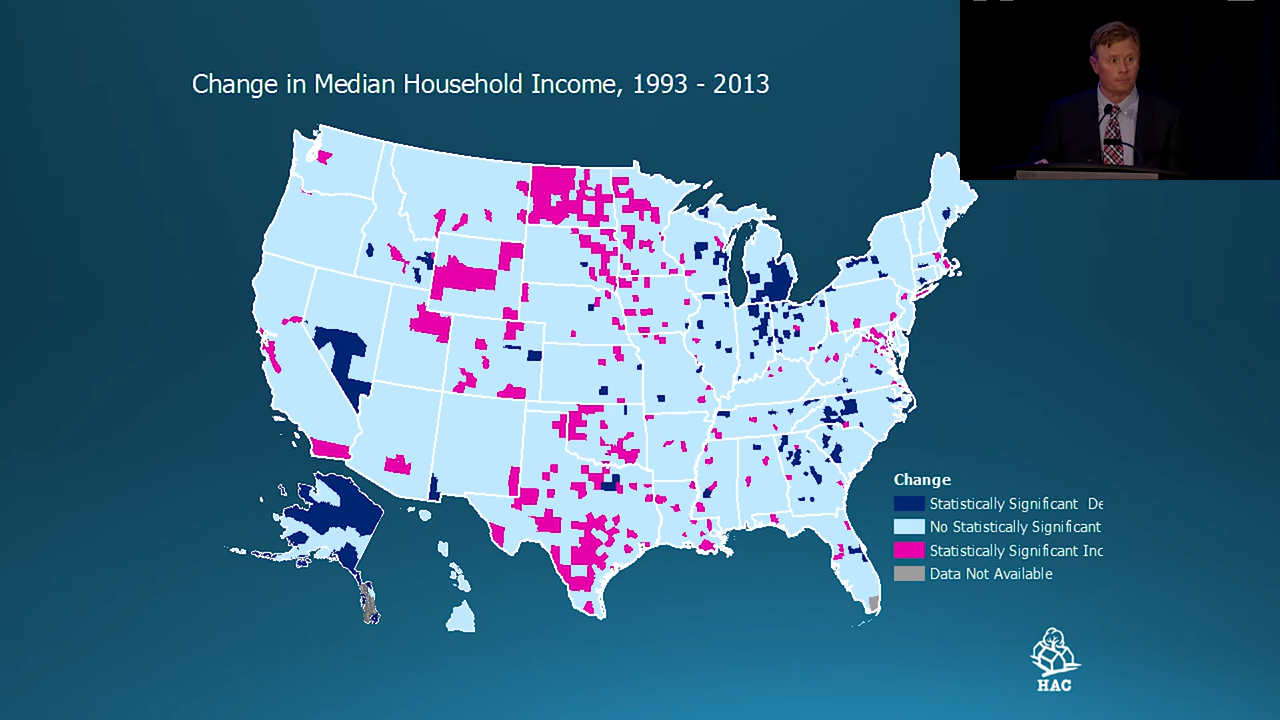 Change in Median Household Income, 1993 - 2013
Change
Statistically Significant De
No Statistically Significant
Statistically Significant Inc
Data Not Available
HAC